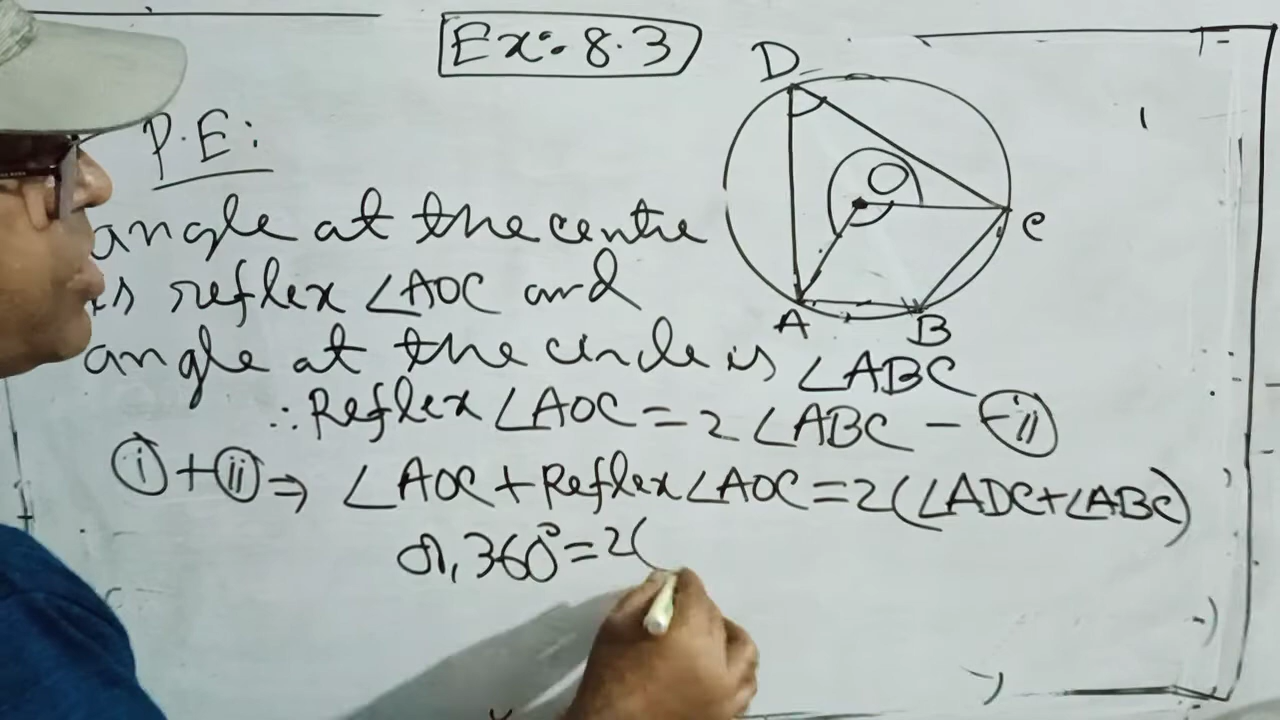 Ex:- 8.3
P.E:
angle at the centre
is reflex ∠AOC and
angle at the circle is ∠ABC
∴ Reflex ∠AOC = 2 ∠ABC - (ii)
(i) + (ii) ⇒ ∠AOC + Reflex ∠AOC = 2(∠ADC + ∠ABC)
or, 360° = 2(
D
O
C
A
B